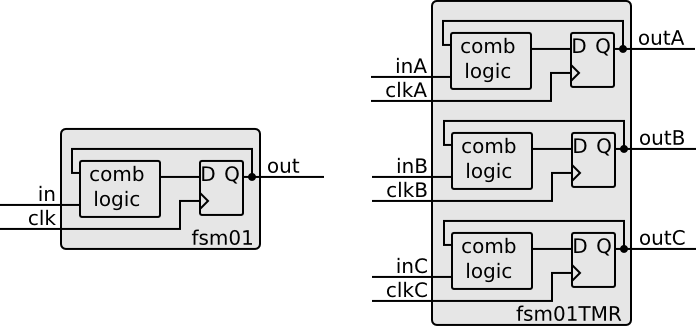 comb
logic
D Q
out
in
clk
fsm01
comb
logic
D Q
outA
inA
clkA
comb
logic
D Q
outB
inB
clkB
comb
logic
D Q
outC
inC
clkC
fsm01TMR